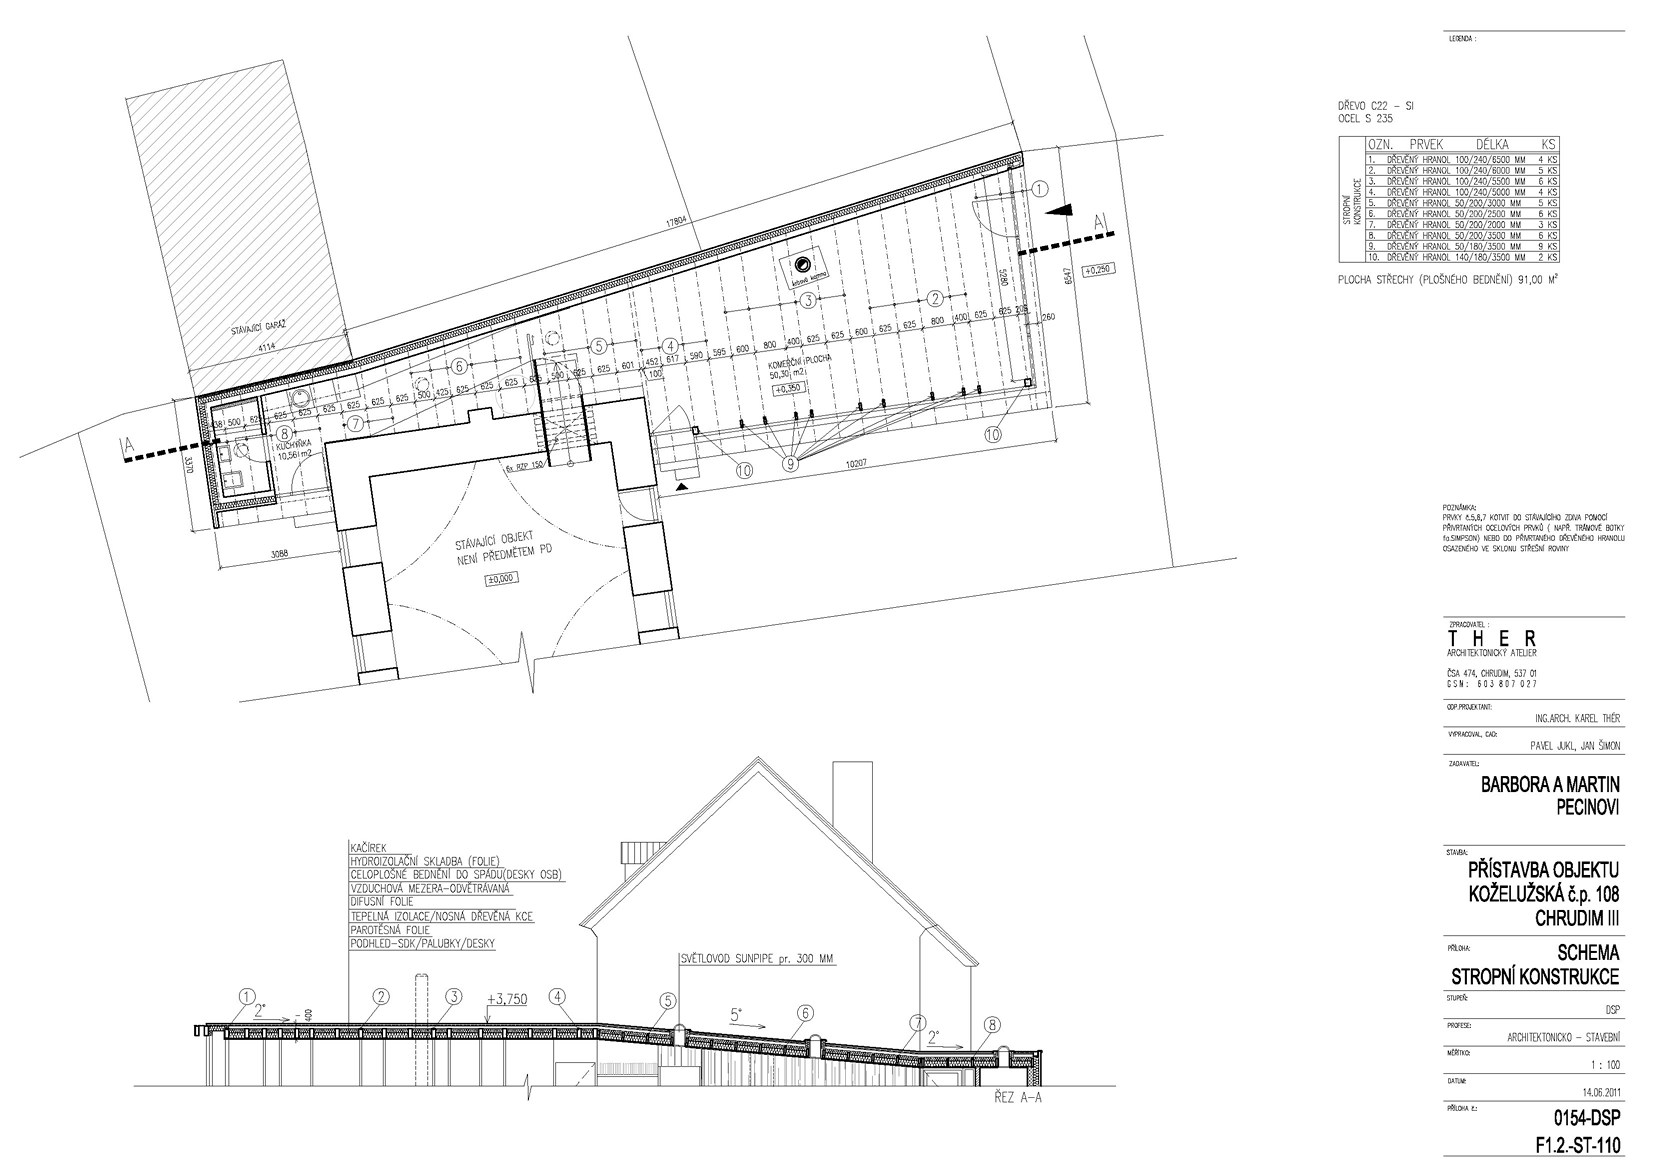 LEGENDA :
DŘEVO C22 – SI
OCEL S 235
OZN. PRVEK DÉLKA KS
STROPNÍ KONSTRUKCE
1. DŘEVĚNÝ HRANOL 100/240/6500 MM 4 KS
2. DŘEVĚNÝ HRANOL 100/240/6000 MM 5 KS
3. DŘEVĚNÝ HRANOL 100/240/5500 MM 6 KS
4. DŘEVĚNÝ HRANOL 100/240/5000 MM 4 KS
5. DŘEVĚNÝ HRANOL 50/200/3000 MM 5 KS
6. DŘEVĚNÝ HRANOL 50/200/2500 MM 6 KS
7. DŘEVĚNÝ HRANOL 50/200/2000 MM 3 KS
8. DŘEVĚNÝ HRANOL 50/200/3500 MM 6 KS
9. DŘEVĚNÝ HRANOL 50/180/3500 MM 9 KS
10. DŘEVĚNÝ HRANOL 140/180/3500 MM 2 KS
PLOCHA STŘECHY (PLOŠNÉHO BEDNĚNÍ) 91,00 M²
17804
1
A
+0,250
6547
5280
krbová kamna
3
2
STÁVAJÍCÍ GARÁŽ
4114
6
5
4
438 500 625 625 625 625 625 625 625 500 425 625 625 625 500 625 625 601 452 617 590 595 600 800 400 625 625 600 625 625 800 400 625 625 205 260
100
KOMERČNÍ PLOCHA
50,30 m2
+0,350
A
8
7
KUCHYŇKA
10,56 m2
3370
6x RZP 150
10
9
10
10207
3088
STÁVAJÍCÍ OBJEKT
NENÍ PŘEDMĚTEM PD
±0,000
POZNÁMKA:
PRVKY č.5,8,7 KOTVIT DO STÁVAJÍCÍHO ZDIVA POMOCÍ
PŘIVRTANÝCH OCELOVÝCH PRVKŮ ( NAPŘ. TRÁMOVÉ BOTKY
fa.SIMPSON) NEBO DO PŘIVRTANÉHO DŘEVĚNÉHO HRANOLU
OSAZENÉHO VE SKLONU STŘEŠNÍ ROVINY
KAČÍREK
HYDROIZOLAČNÍ SKLADBA (FOLIE)
CELOPLOŠNÉ BEDNĚNÍ DO SPÁDU(DESKY OSB)
VZDUCHOVÁ MEZERA-ODVĚTRÁVANÁ
DIFUSNÍ FOLIE
TEPELNÁ IZOLACE/NOSNÁ DŘEVĚNÁ KCE
PAROTĚSNÁ FOLIE
PODHLED-SDK/PALUBKY/DESKY
SVĚTLOVOD SUNPIPE pr. 300 MM
1
2°
400
2
3
+3,750
4
5
5°
6
7
2°
8
ŘEZ A-A
ZPRACOVATEL :
THER
ARCHITEKTONICKÝ ATELIER
ČSA 474, CHRUDIM, 537 01
GSM: 603 807 027
ODP.PROJEKTANT:
ING.ARCH. KAREL THÉR
VYPRACOVAL, CAD:
PAVEL JUKL, JAN ŠIMON
ZADAVATEL:
BARBORA A MARTIN
PECINOVI
STAVBA:
PŘÍSTAVBA OBJEKTU
KOŽELUŽSKÁ č.p. 108
CHRUDIM III
PŘÍLOHA:
SCHEMA
STROPNÍ KONSTRUKCE
STUPEŇ:
DSP
PROFESE:
ARCHITEKTONICKO – STAVEBNÍ
MĚŘÍTKO:
1 : 100
DATUM:
14.06.2011
PŘÍLOHA č.:
0154-DSP
F1.2.-ST-110